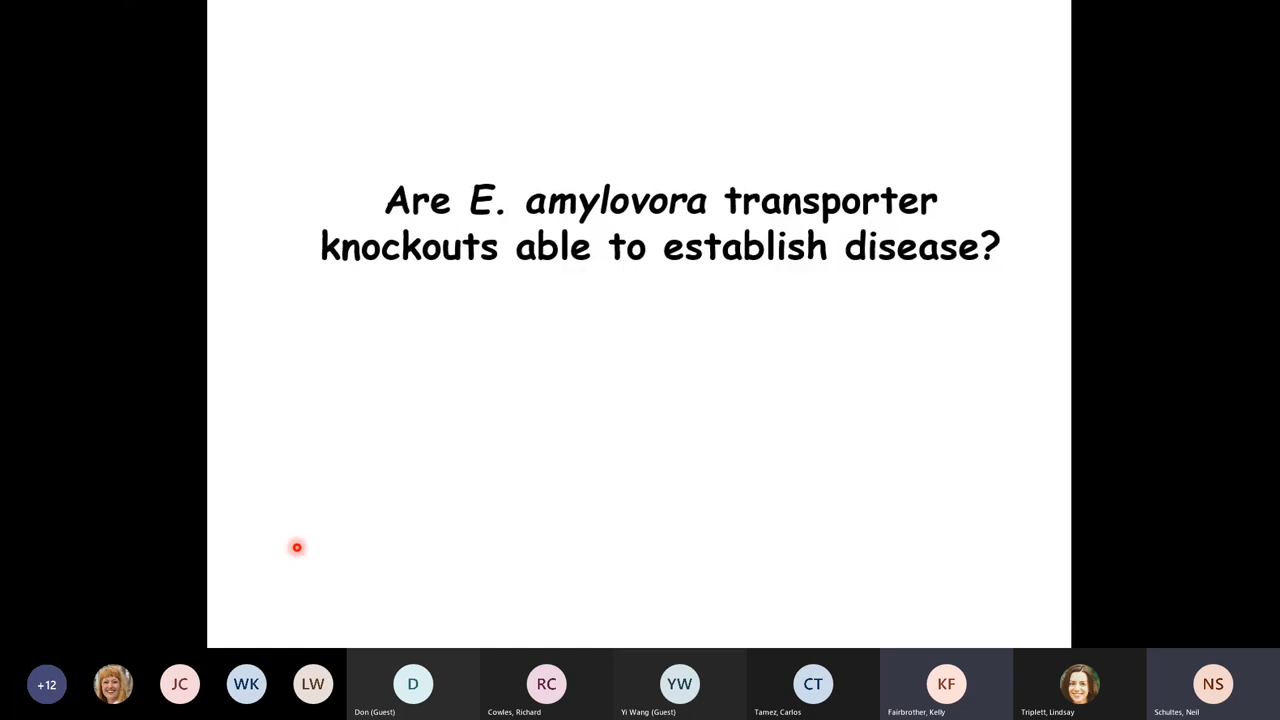 Are E. amylovora transporter
knockouts able to establish disease?
+12
JC
WK
LW
D
RC
YW
CT
KF
NS
Don (Guest)
Cowles, Richard
Yi Wang (Guest)
Tamez, Carlos
Fairbrother, Kelly
Triplett, Lindsay
Schultes, Neil